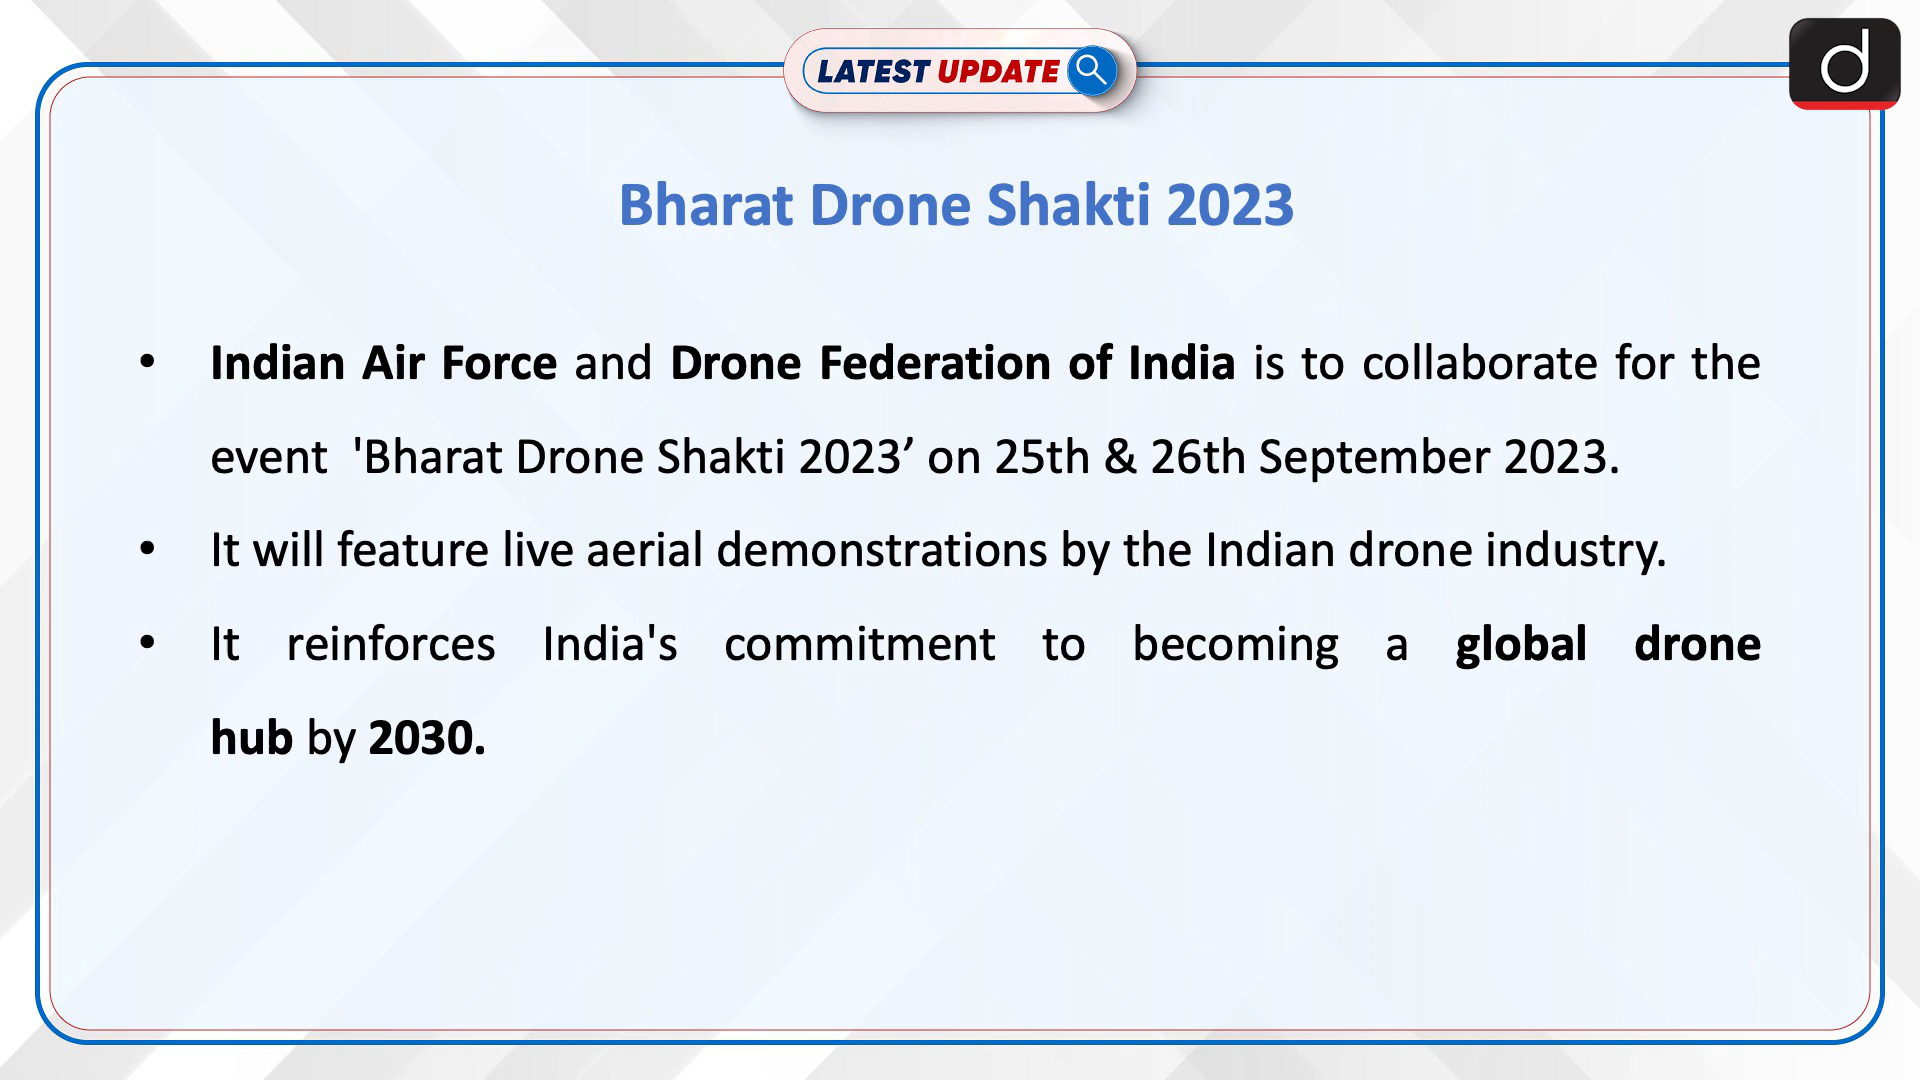 LATEST UPDATE
d
Bharat Drone Shakti 2023
• Indian Air Force and Drone Federation of India is to collaborate for the
event 'Bharat Drone Shakti 2023’ on 25th & 26th September 2023.
• It will feature live aerial demonstrations by the Indian drone industry.
• It reinforces India's commitment to becoming a global drone
hub by 2030.